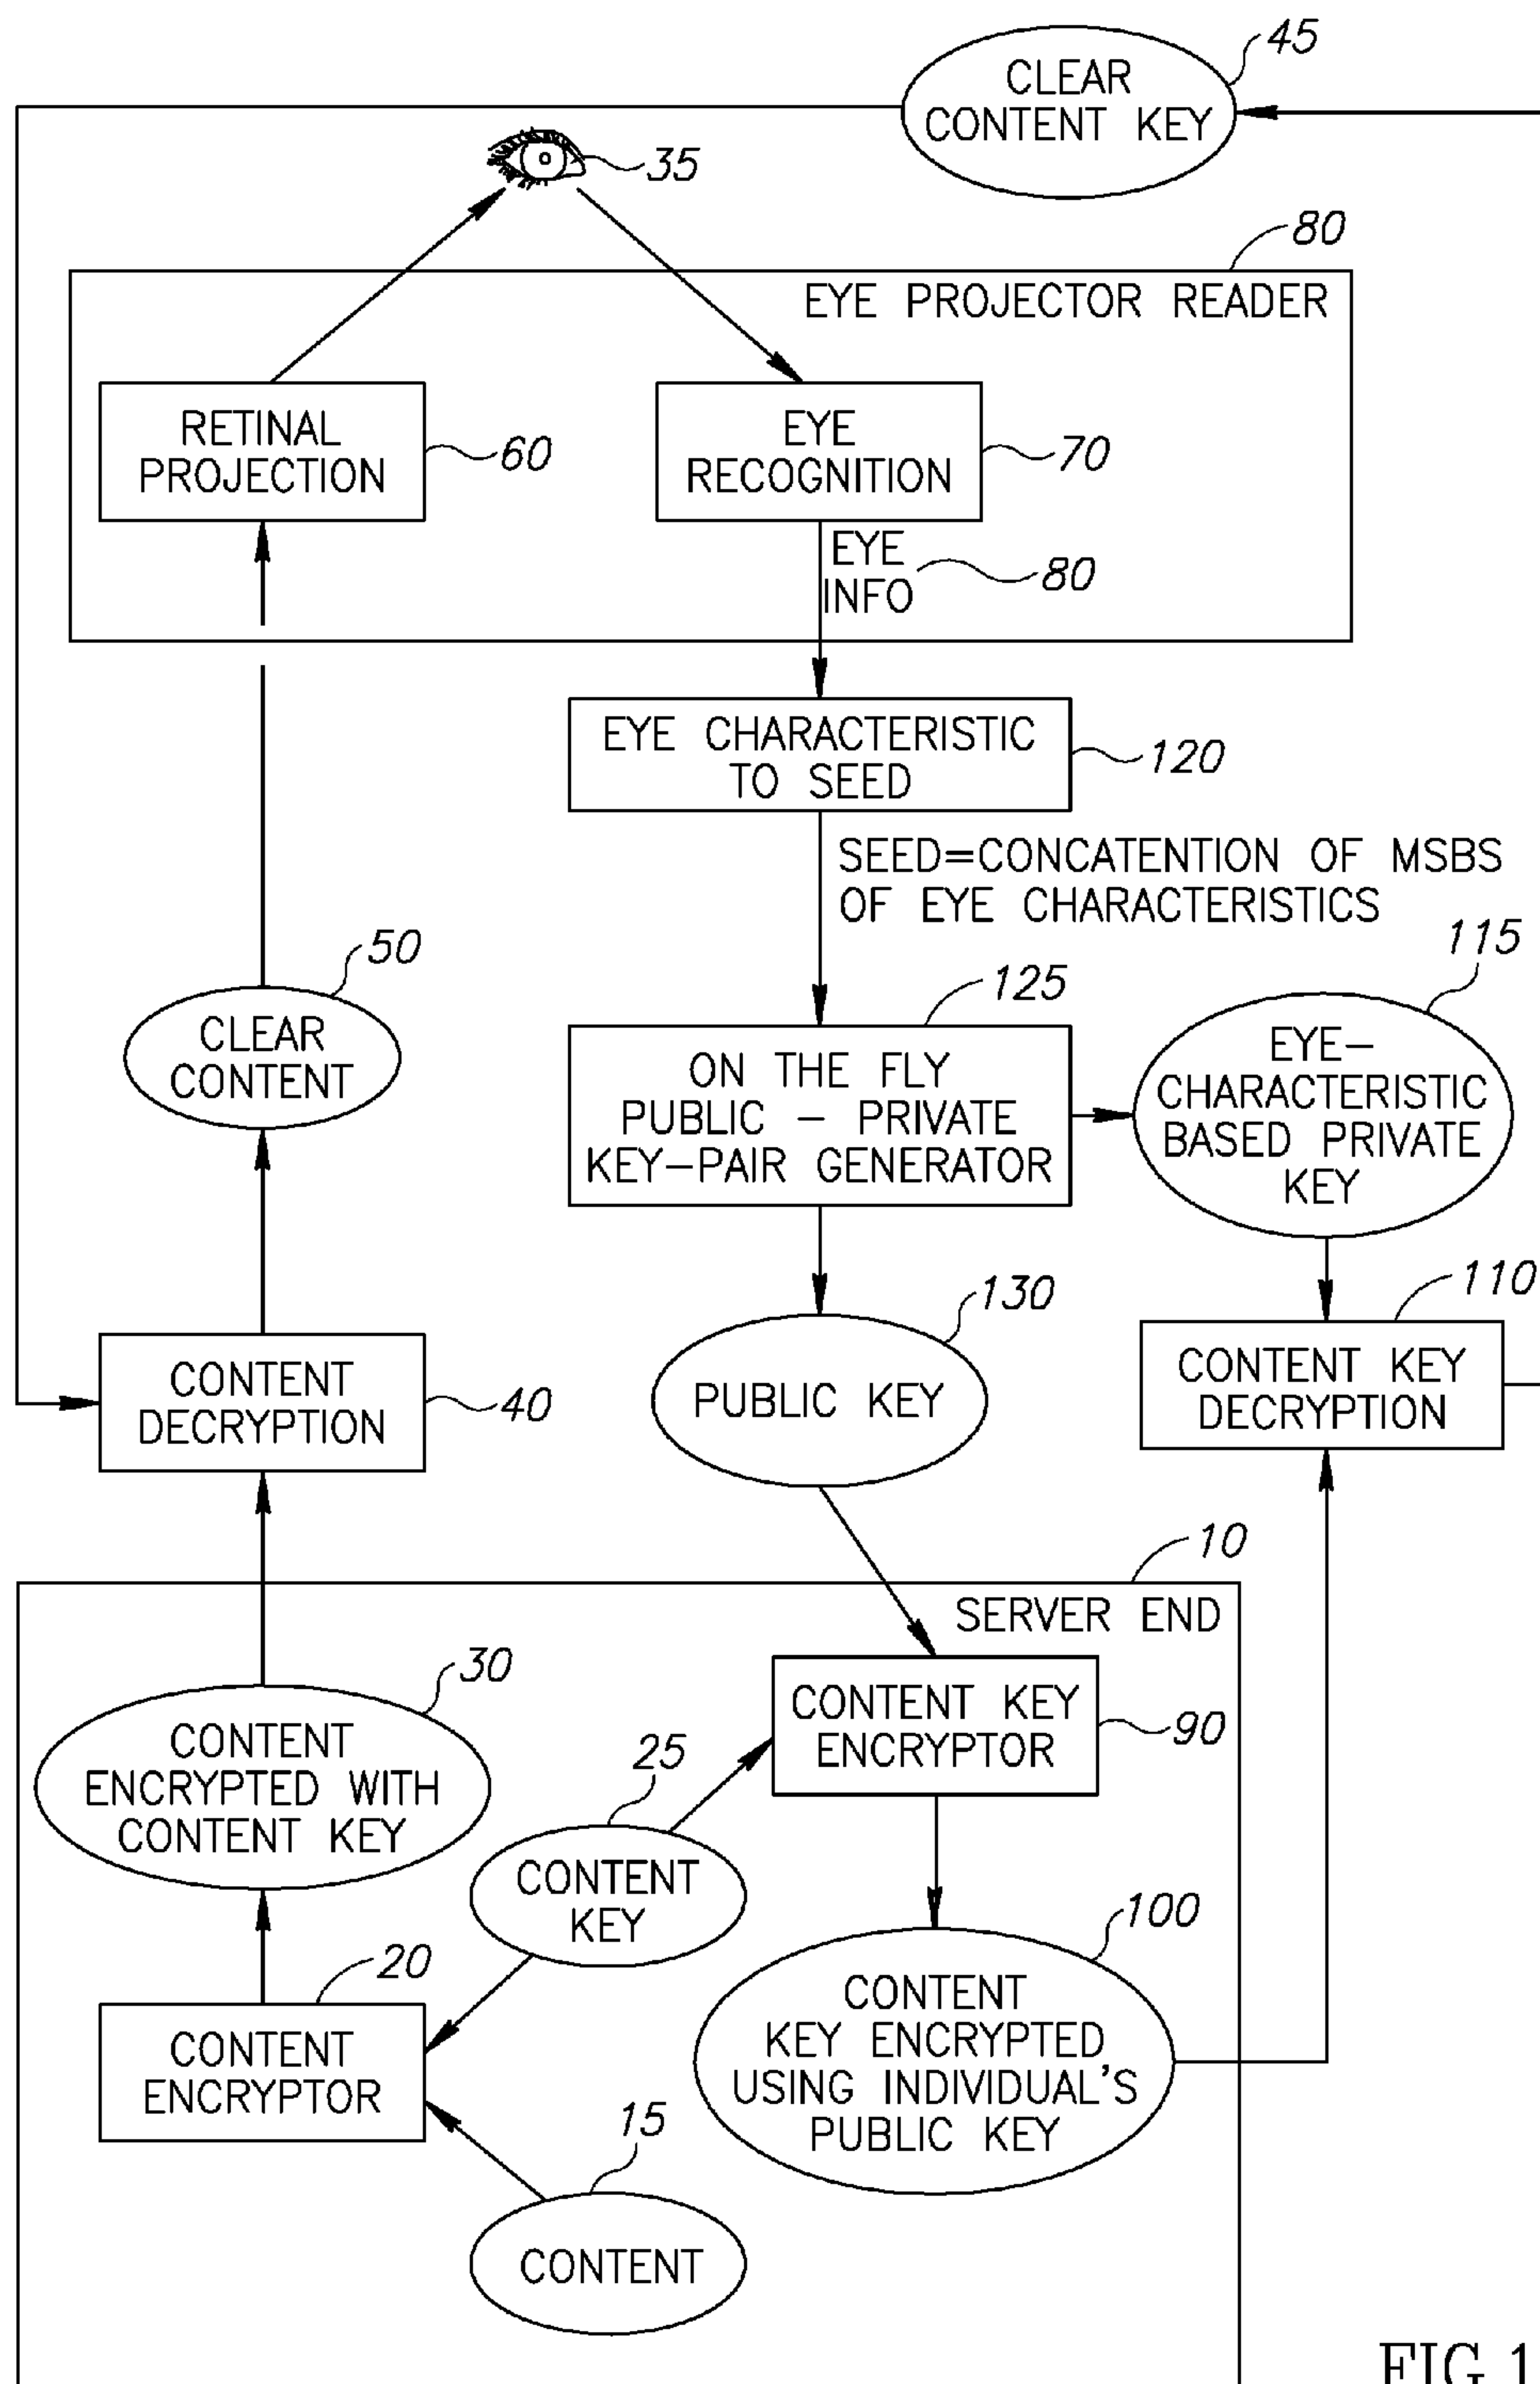 45
CLEAR
CONTENT KEY
35
80
EYE PROJECTOR READER
RETINAL
PROJECTION
60
EYE
RECOGNITION
70
EYE
INFO
80
EYE CHARACTERISTIC
TO SEED
120
SEED=CONCATENTION OF MSBS
OF EYE CHARACTERISTICS
50
CLEAR
CONTENT
125
ON THE FLY
PUBLIC – PRIVATE
KEY–PAIR GENERATOR
115
EYE–
CHARACTERISTIC
BASED PRIVATE
KEY
130
PUBLIC KEY
110
CONTENT KEY
DECRYPTION
CONTENT
DECRYPTION
40
10
SERVER END
30
CONTENT
ENCRYPTED WITH
CONTENT KEY
CONTENT KEY
ENCRYPTOR
90
25
CONTENT
KEY
20
CONTENT
ENCRYPTOR
100
CONTENT
KEY ENCRYPTED
USING INDIVIDUAL'S
PUBLIC KEY
15
CONTENT
FIG.1